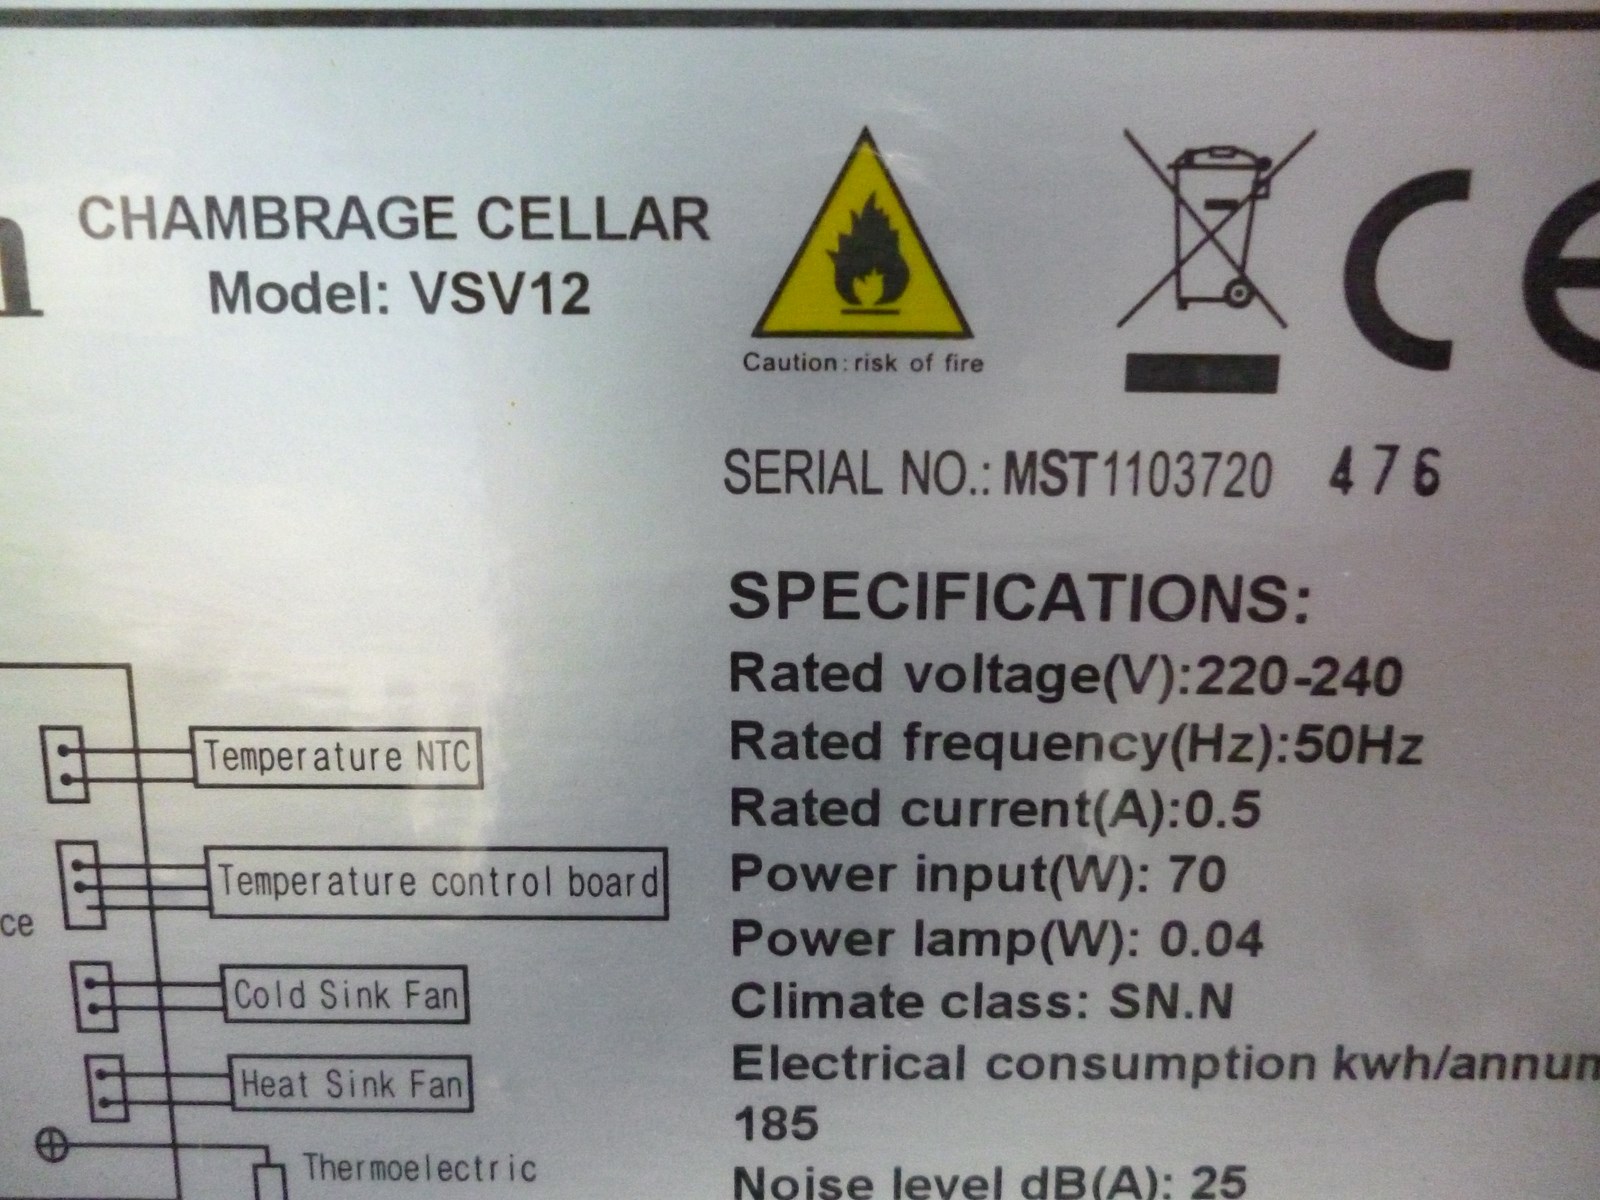 CHAMBRAGE CELLAR
Model: VSV12
Caution: risk of fire
CE
SERIAL NO.: MST1103720 476
SPECIFICATIONS:
Rated voltage(V):220-240
Rated frequency(Hz):50Hz
Rated current(A):0.5
Power input(W): 70
Power lamp(W): 0.04
Climate class: SN.N
Electrical consumption kwh/annum
185
Noise level dB(A): 25
Temperature NTC
Temperature control board
Cold Sink Fan
Heat Sink Fan
Thermoelectric